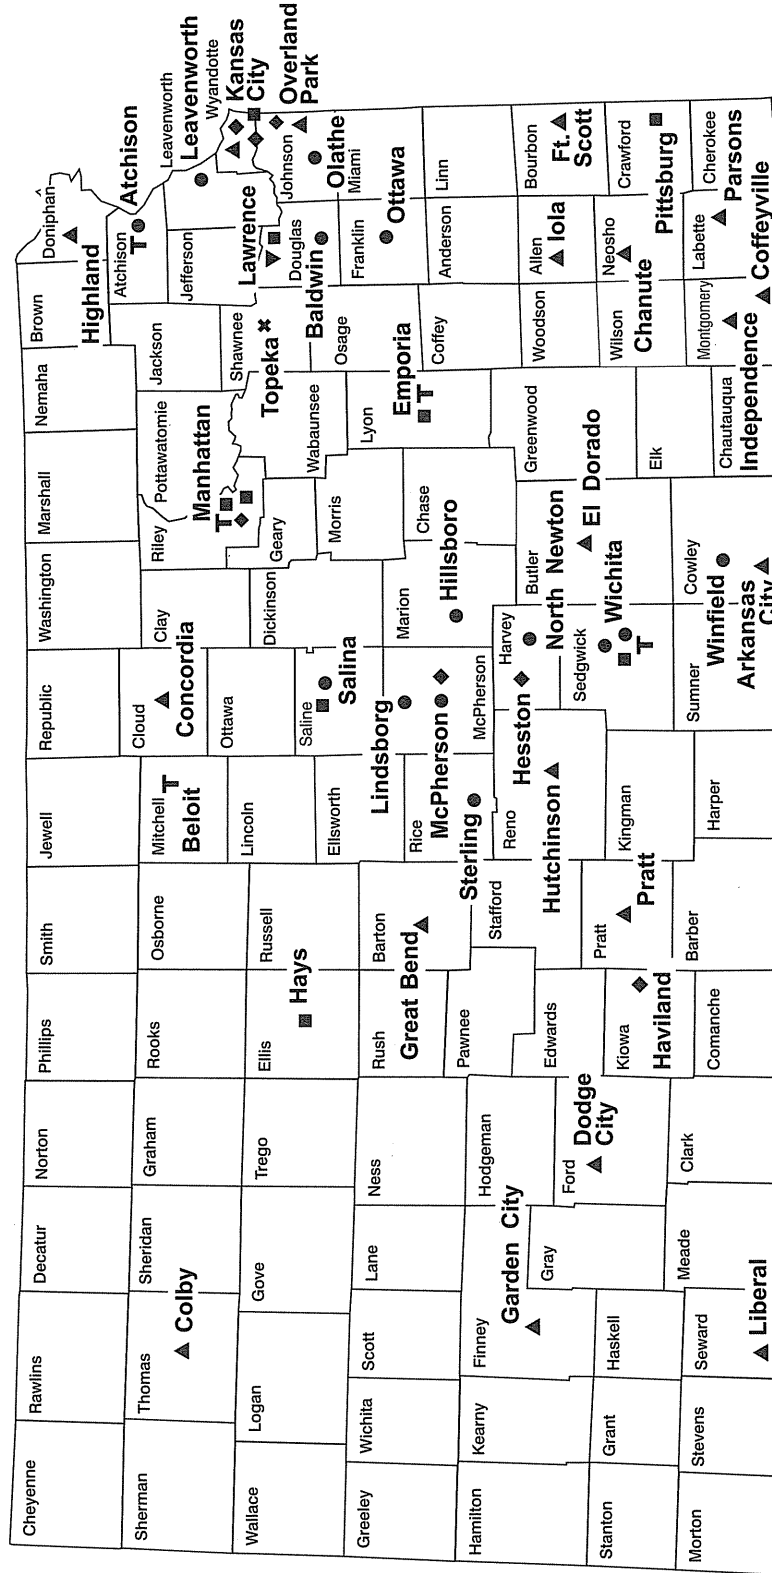 Cheyenne
Rawlins
Decatur
Norton
Phillips
Smith
Jewell
Republic
Washington
Marshall
Nemaha
Brown
Doniphan
Highland
Atchison
Atchison
T
Sherman
Thomas
Colby
Sheridan
Graham
Rooks
Osborne
Mitchell
T
Beloit
Cloud
Concordia
Clay
Riley
Pottawatomie
Manhattan
T
Jackson
Jefferson
Leavenworth
Leavenworth
Wyandotte
Kansas
City
Overland
Park
Wallace
Logan
Gove
Trego
Ellis
Hays
Russell
Lincoln
Ottawa
Saline
Salina
Dickinson
Geary
Wabaunsee
Shawnee
Topeka
Lawrence
Douglas
Baldwin
Johnson
Olathe
Greeley
Wichita
Scott
Lane
Ness
Rush
Barton
Great Bend
Ellsworth
Rice
Sterling
Lindsborg
McPherson
McPherson
Marion
Hillsboro
Morris
Chase
Lyon
Emporia
T
Osage
Coffey
Franklin
Ottawa
Miami
Anderson
Linn
Hamilton
Kearny
Finney
Garden City
Gray
Hodgeman
Pawnee
Edwards
Stafford
Reno
Hutchinson
Harvey
Hesston
North Newton
Butler
El Dorado
Greenwood
Woodson
Allen
Iola
Bourbon
Ft.
Scott
Stanton
Grant
Haskell
Ford
Dodge
City
Kiowa
Haviland
Pratt
Pratt
Kingman
Sedgwick
Wichita
T
Elk
Wilson
Chanute
Neosho
Crawford
Pittsburg
Morton
Stevens
Seward
Liberal
Meade
Clark
Comanche
Barber
Harper
Sumner
Cowley
Winfield
Arkansas
City
Chautauqua
Montgomery
Independence
Coffeyville
Labette
Parsons
Cherokee